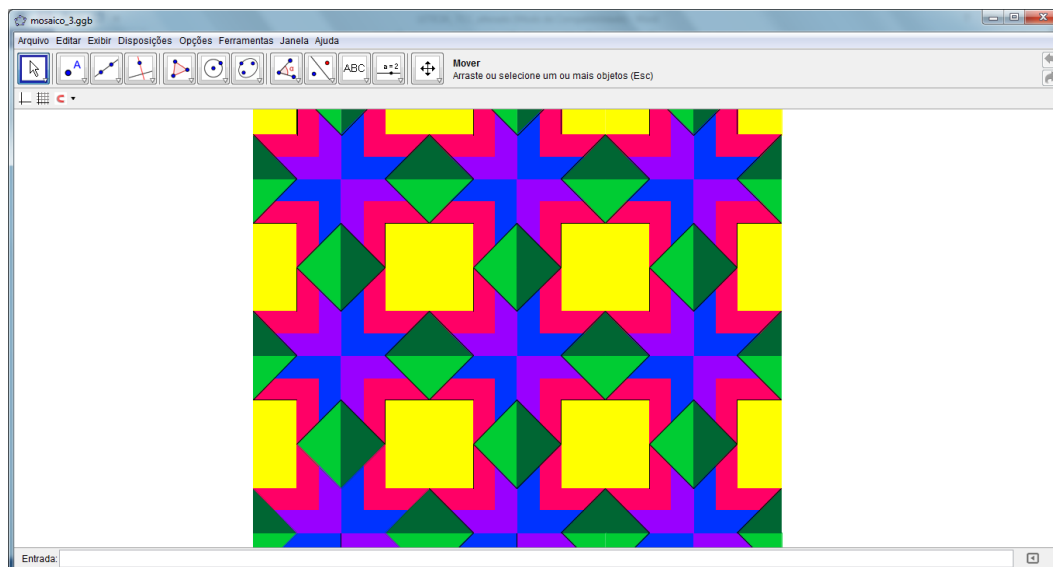 mosaico_3.ggb
Arquivo Editar Exibir Disposições Opções Ferramentas Janela Ajuda
A
α
ABC
a=2
Mover
Arraste ou selecione um ou mais objetos (Esc)
Entrada: